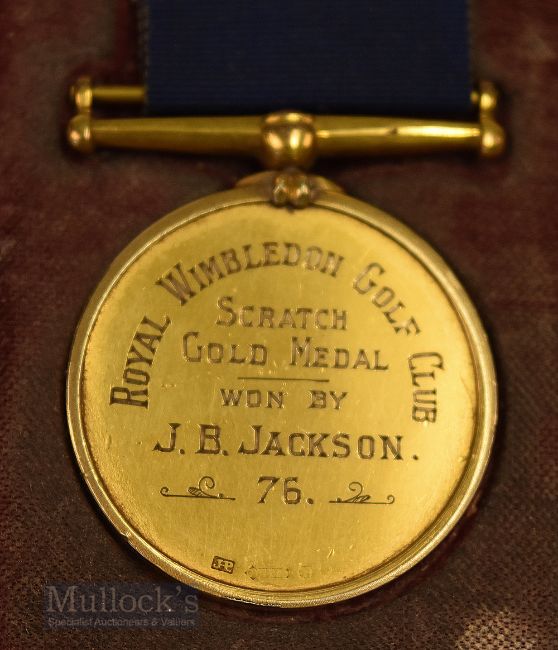 ROYAL WIMBLEDON GOLF CLUB
SCRATCH
GOLD MEDAL
WON BY
J. B. JACKSON.
76.
Mullock's
Specialist Auctioneers & Valuers